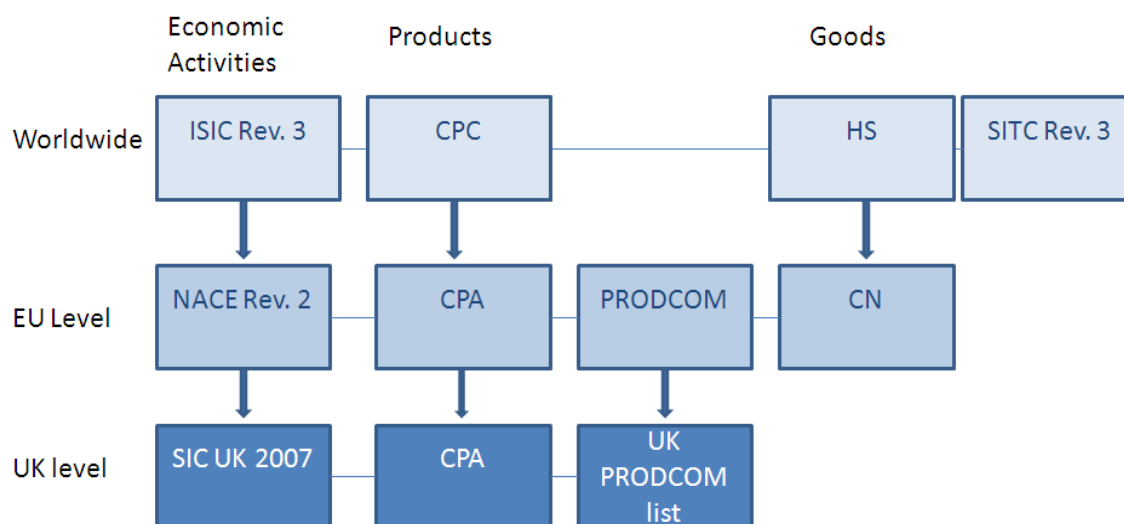 Economic
Activities
Products
Goods
Worldwide
ISIC Rev. 3
CPC
HS
SITC Rev. 3
EU Level
NACE Rev. 2
CPA
PRODCOM
CN
UK level
SIC UK 2007
CPA
UK
PRODCOM
list